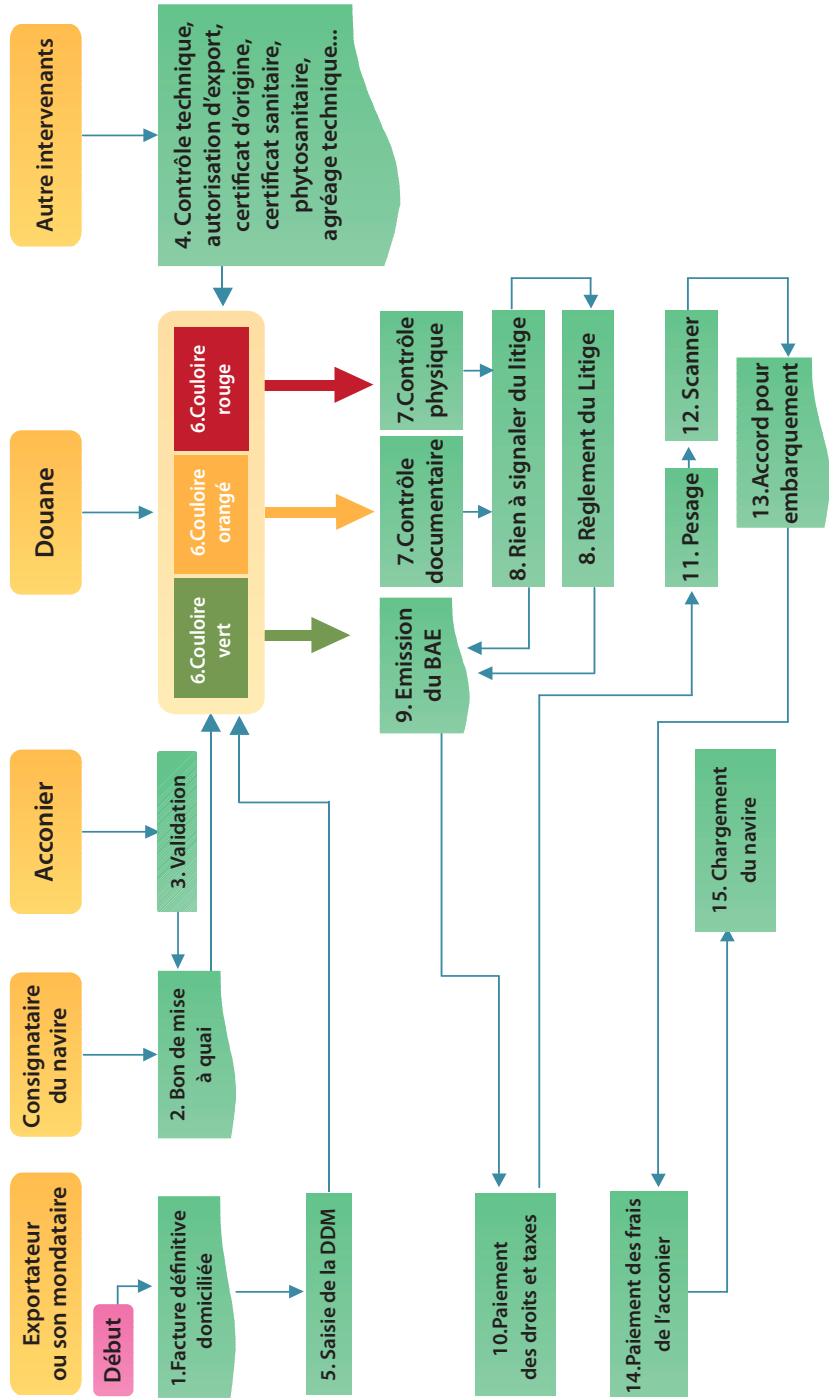 Exportateur
ou son mondataire
Consignataire
du navire
Acconier
Douane
Autre intervenants
Début
1.Facture définitive
domiciliée
2. Bon de mise
à quai
3. Validation
4. Contrôle technique,
autorisation d'export,
certificat d'origine,
certificat sanitaire,
phytosanitaire,
agréage technique...
5. Saisie de la DDM
6.Couloire
vert
6.Couloire
orangé
6.Couloire
rouge
7.Contrôle
documentaire
7.Contrôle
physique
8. Rien à signaler du litige
8. Règlement du Litige
9. Emission
du BAE
10.Paiement
des droits et taxes
11. Pesage
12. Scanner
13.Accord pour
embarquement
14.Paiement des frais
de l'acconier
15. Chargement
du navire